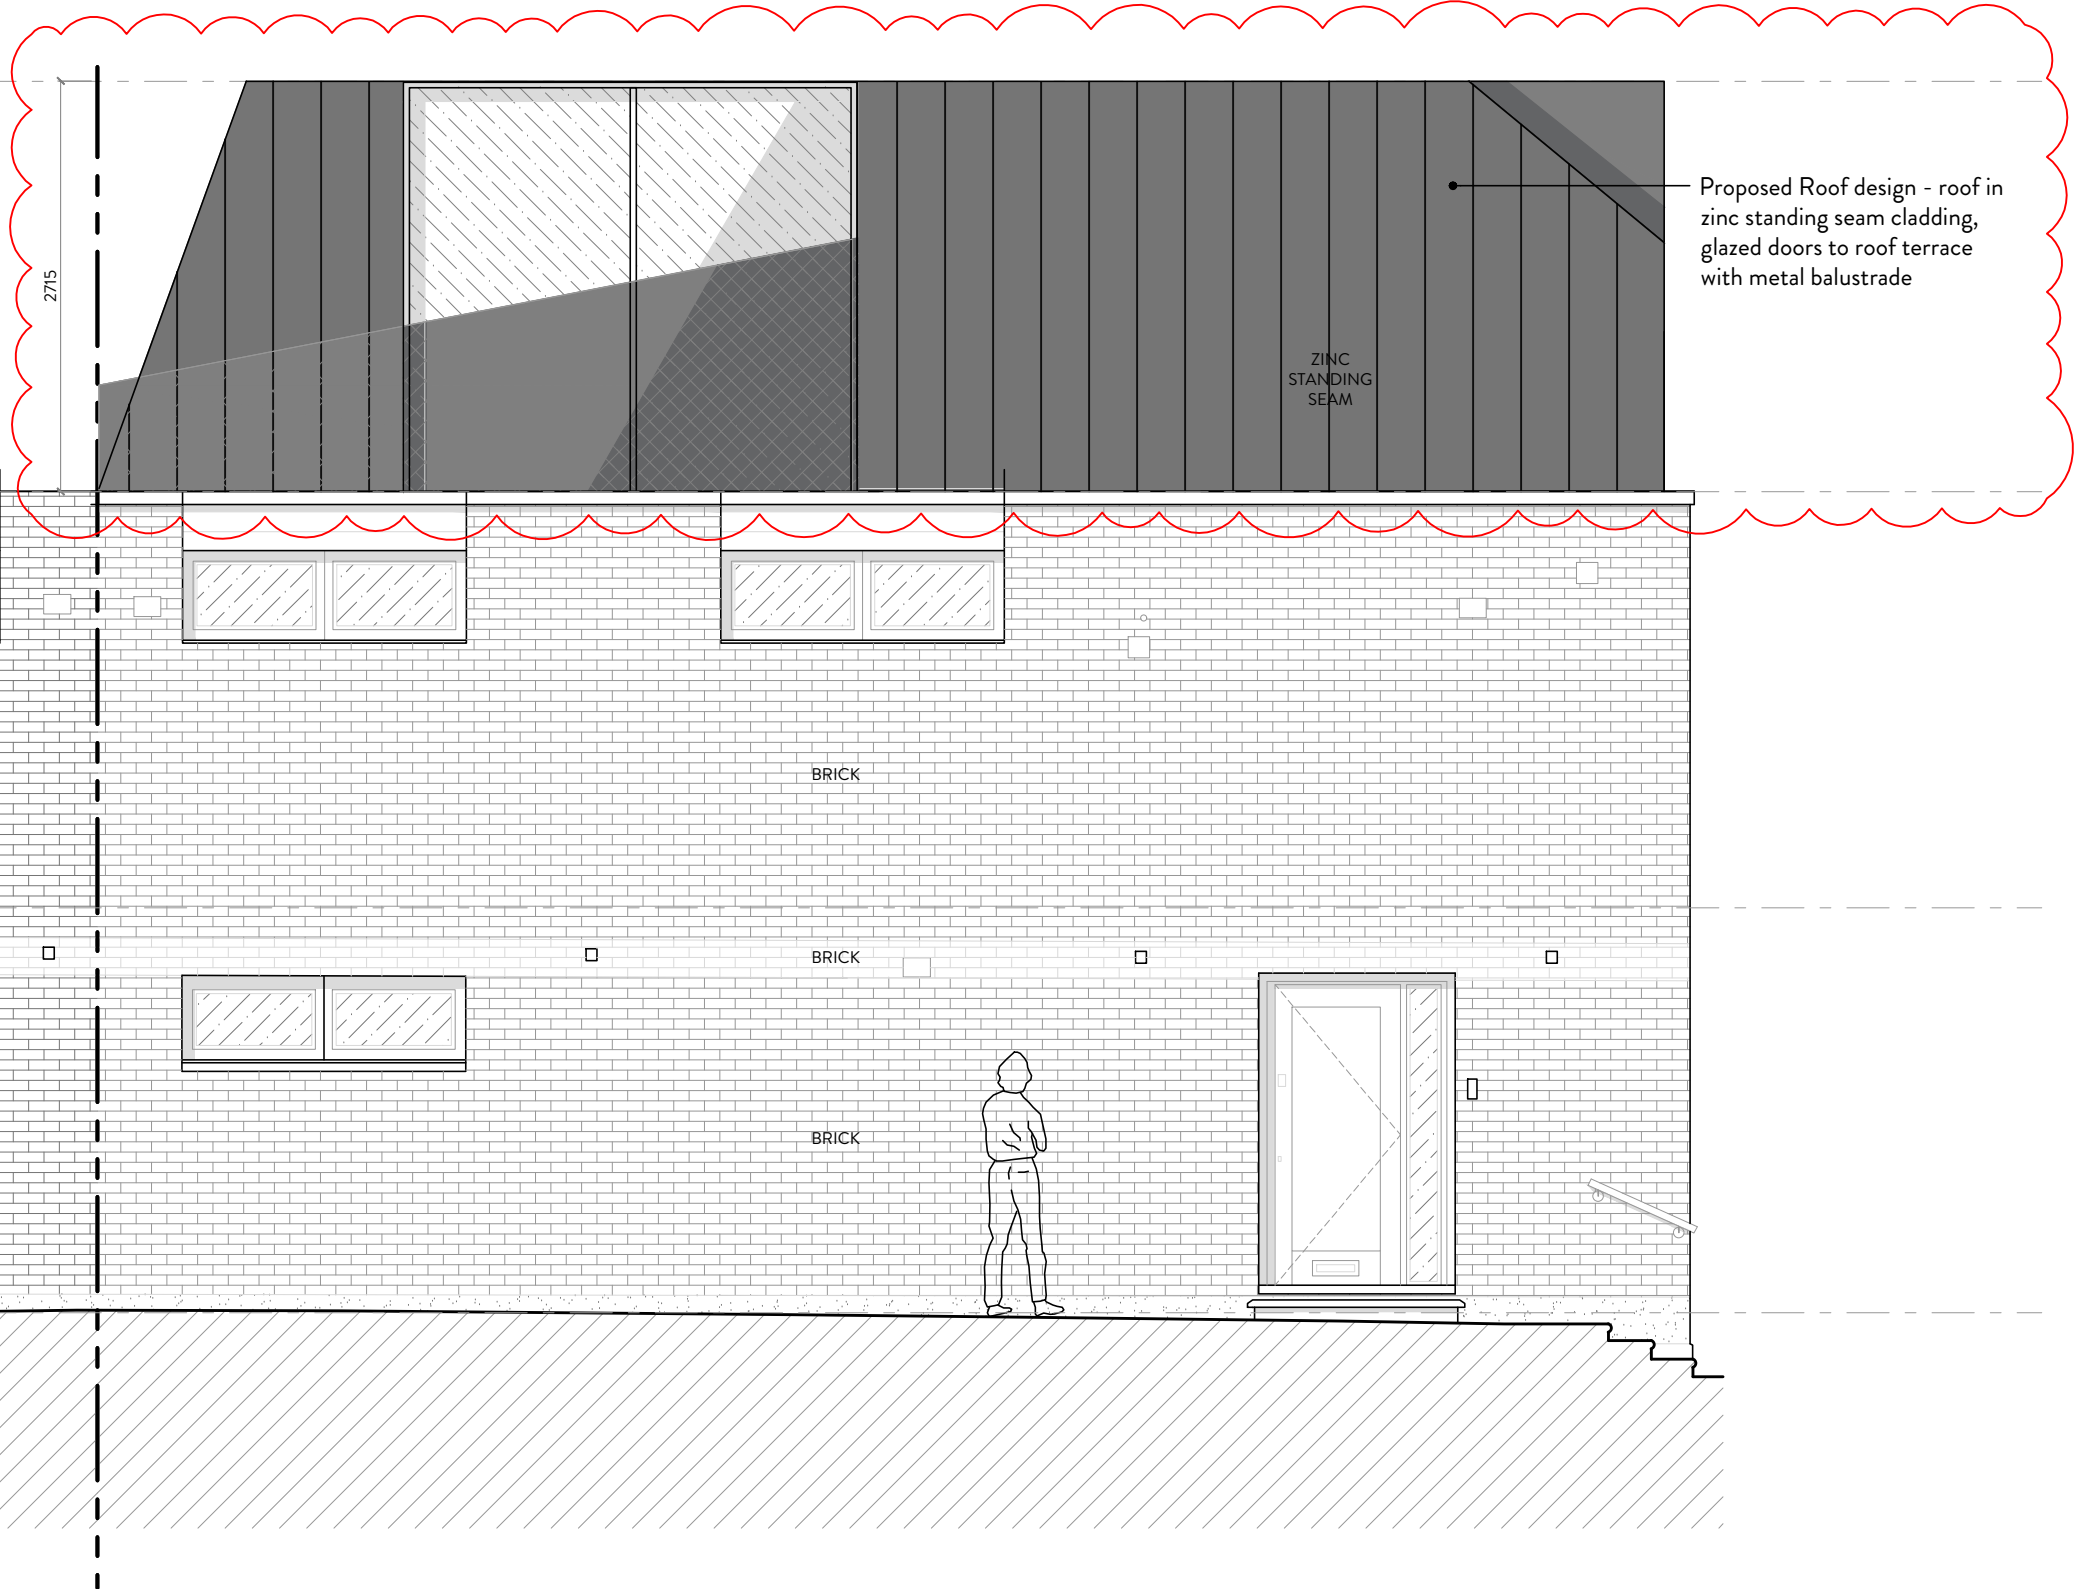 Proposed Roof design - roof in
zinc standing seam cladding,
glazed doors to roof terrace
with metal balustrade
2715
ZINC
STANDING
SEAM
BRICK
BRICK
BRICK